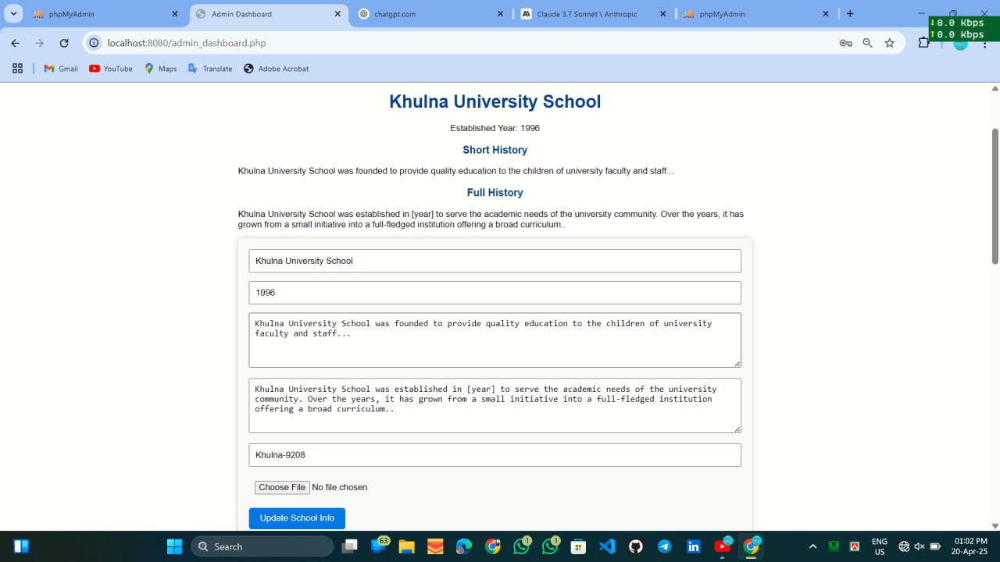 phpMyAdmin
Admin Dashboard
chatgpt.com
Claude 3.7 Sonnet \ Anthropic
phpMyAdmin
0.0 Kbps
0.0 Kbps
localhost:8080/admin_dashboard.php
Gmail
YouTube
Maps
Translate
Adobe Acrobat
Khulna University School
Established Year: 1996
Short History
Khulna University School was founded to provide quality education to the children of university faculty and staff...
Full History
Khulna University School was established in [year] to serve the academic needs of the university community. Over the years, it has
grown from a small initiative into a full-fledged institution offering a broad curriculum..
Khulna University School
1996
Khulna University School was founded to provide quality education to the children of university
faculty and staff...
Khulna University School was established in [year] to serve the academic needs of the university
community. Over the years, it has grown from a small initiative into a full-fledged institution
offering a broad curriculum..
Khulna-9208
Choose File No file chosen
Update School Info
Search
63
1
1
ENG
US
01:02 PM
20-Apr-25